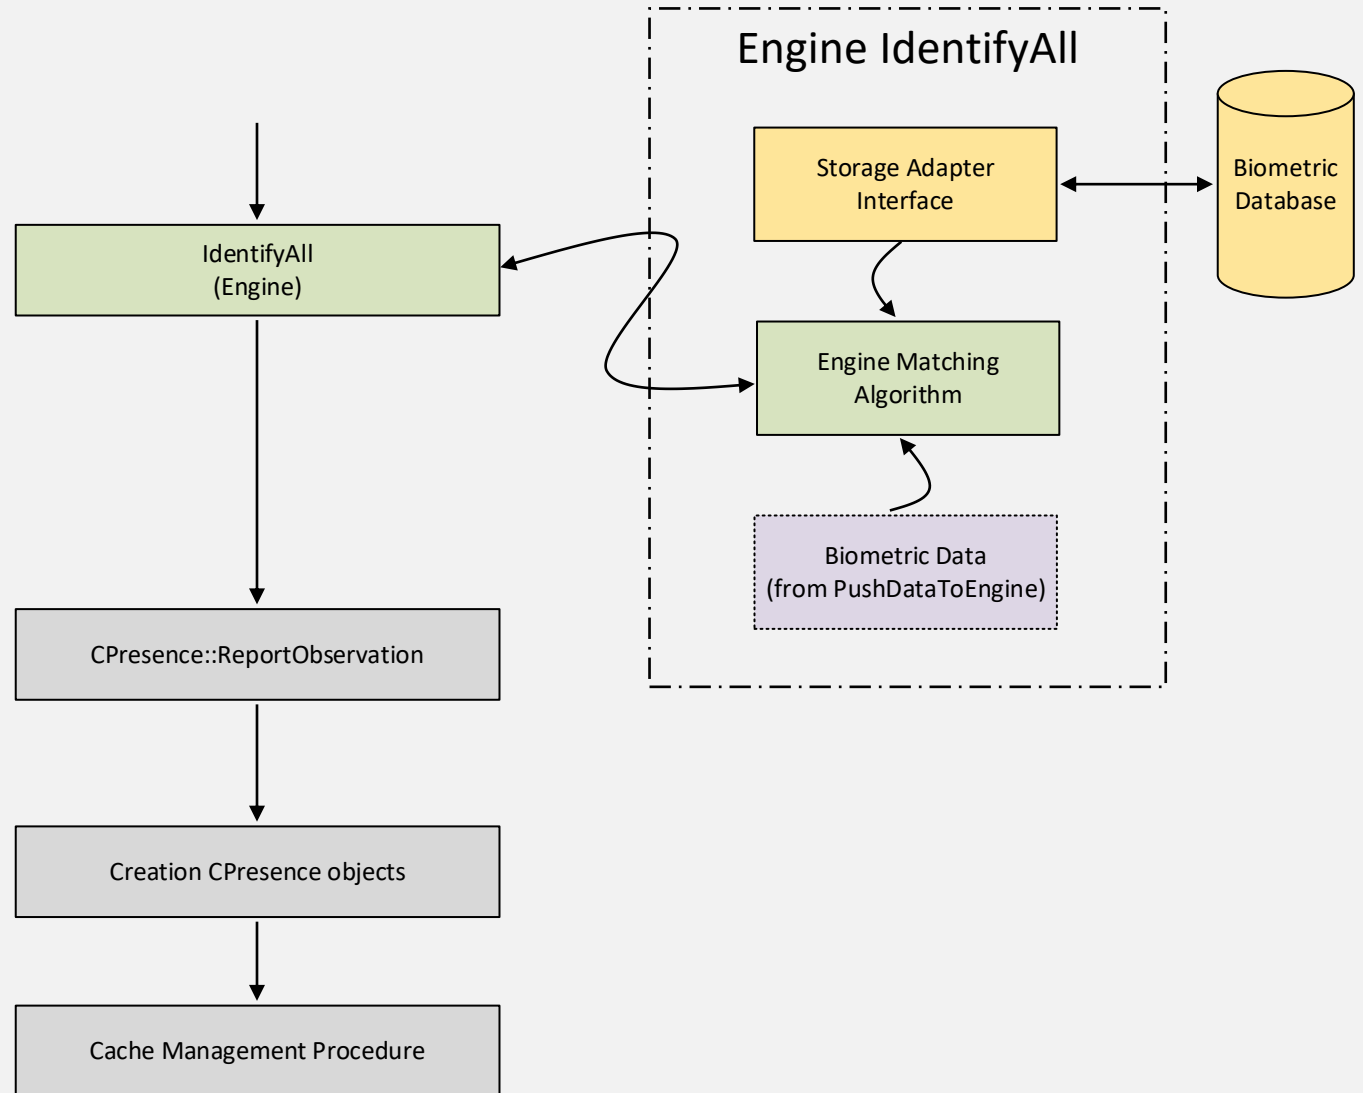 Engine IdentifyAll
Storage Adapter
Interface
Biometric
Database
IdentifyAll
(Engine)
Engine Matching
Algorithm
Biometric Data
(from PushDataToEngine)
CPresence::ReportObservation
Creation CPresence objects
Cache Management Procedure